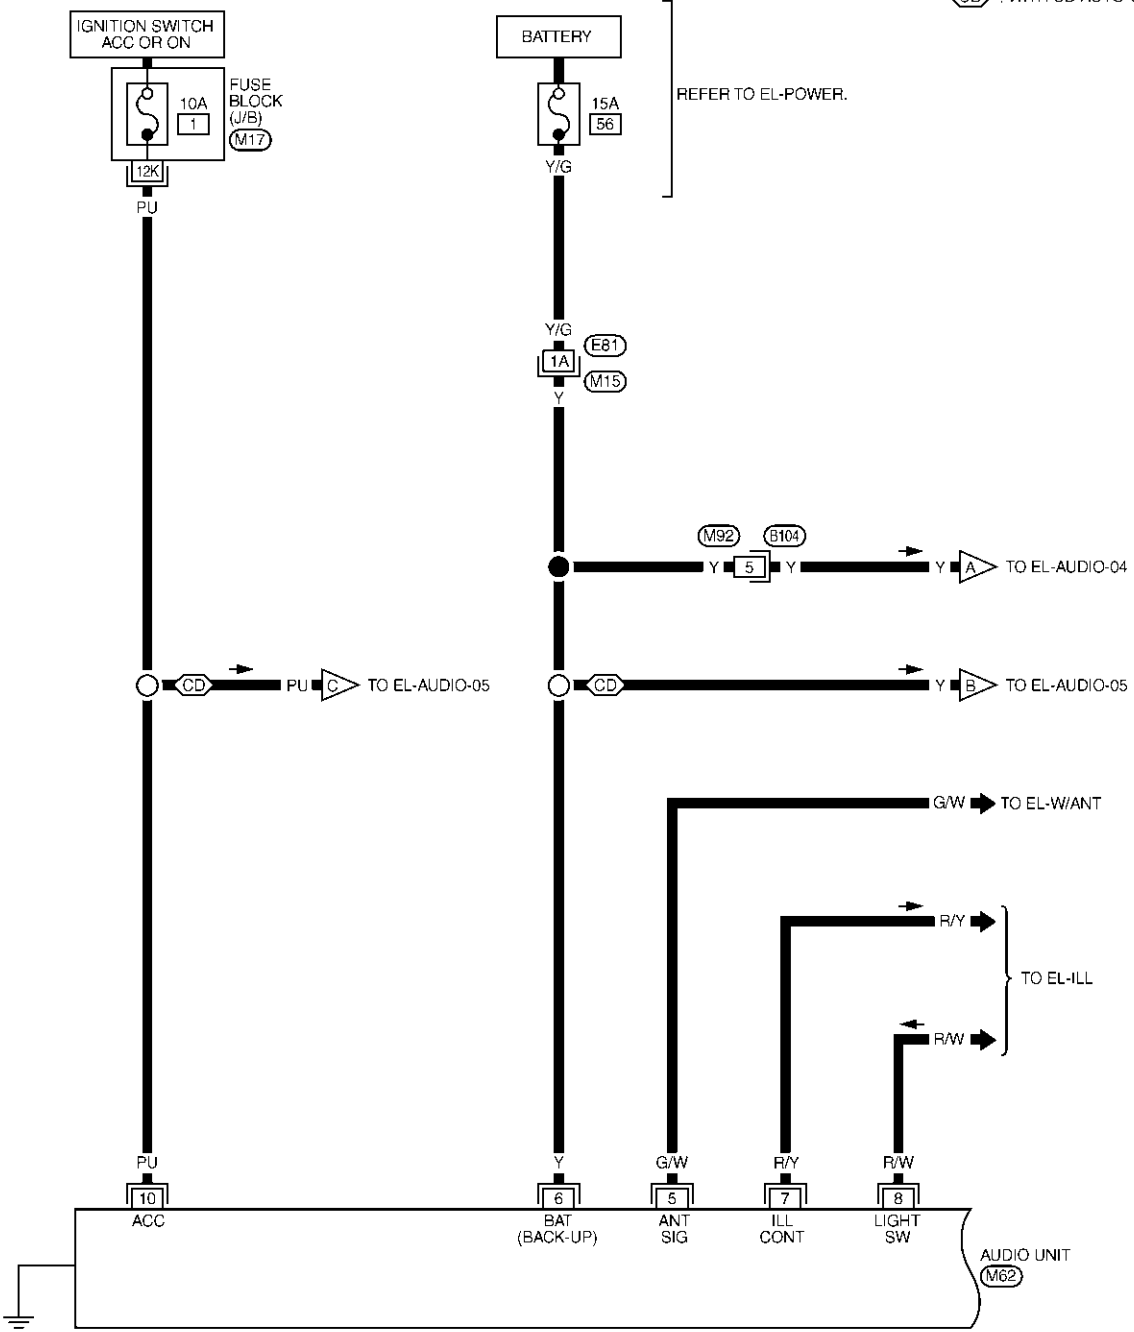 IGNITION SWITCH
ACC OR ON
BATTERY
FUSE
BLOCK
(J/B)
M17
10A
1
15A
56
REFER TO EL-POWER.
12K
PU
Y/G
Y/G
E81
1A
M15
Y
M92
B104
Y
5
Y
Y
A
TO EL-AUDIO-04
CD
PU
C
TO EL-AUDIO-05
CD
Y
B
TO EL-AUDIO-05
G/W
TO EL-W/ANT
R/Y
TO EL-ILL
R/W
PU
Y
G/W
R/Y
R/W
10
6
5
7
8
ACC
BAT
(BACK-UP)
ANT
SIG
ILL
CONT
LIGHT
SW
AUDIO UNIT
M62